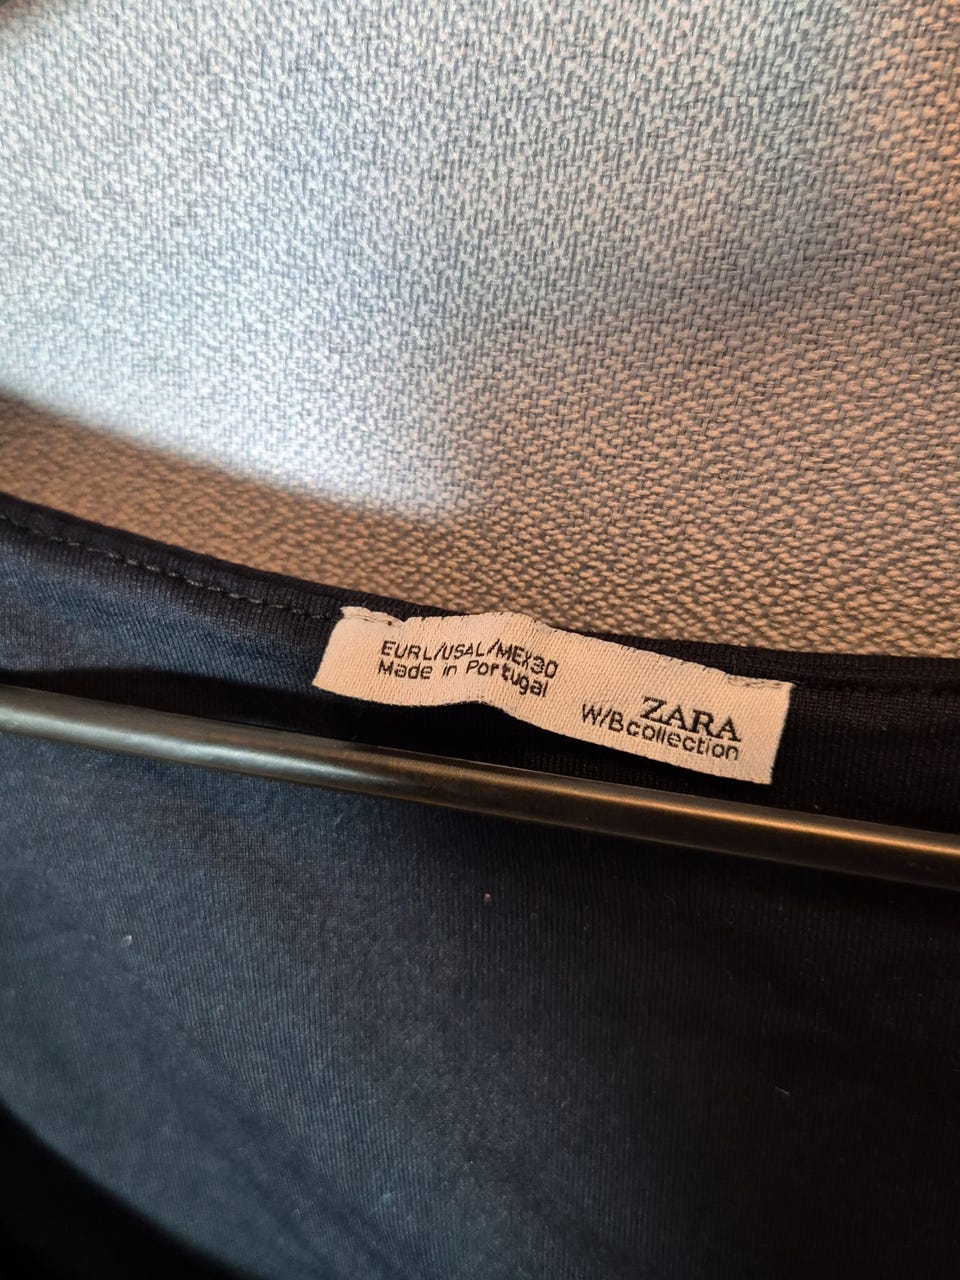 EUR L/USA L/MEX 30
Made in Portugal
ZARA
W/B collection